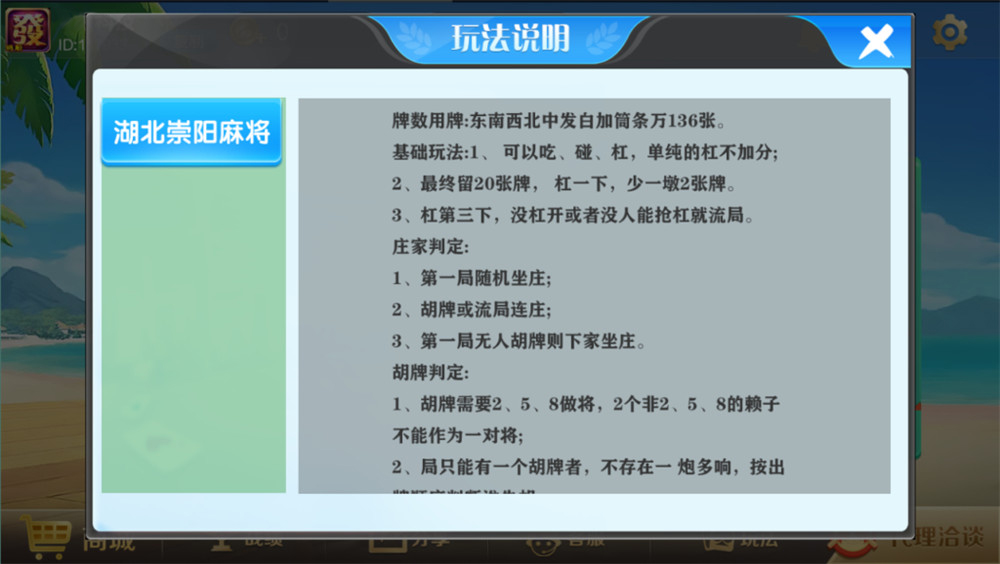 發
ID:1
玩法说明
湖北崇阳麻将
牌数用牌:东南西北中发白加筒条万136张。
基础玩法:1、 可以吃、碰、杠，单纯的杠不加分;
2、最终留20张牌， 杠一下，少一墩2张牌。
3、杠第三下，没杠开或者没人能抢杠就流局。
庄家判定:
1、第一局随机坐庄;
2、胡牌或流局连庄;
3、第一局无人胡牌则下家坐庄。
胡牌判定:
1、胡牌需要2、5、8做将，2个非2、5、8的赖子
不能作为一对将;
2、局只能有一个胡牌者，不存在一 炮多响，按出
商城
战绩
分享
客服
玩法
代理洽谈